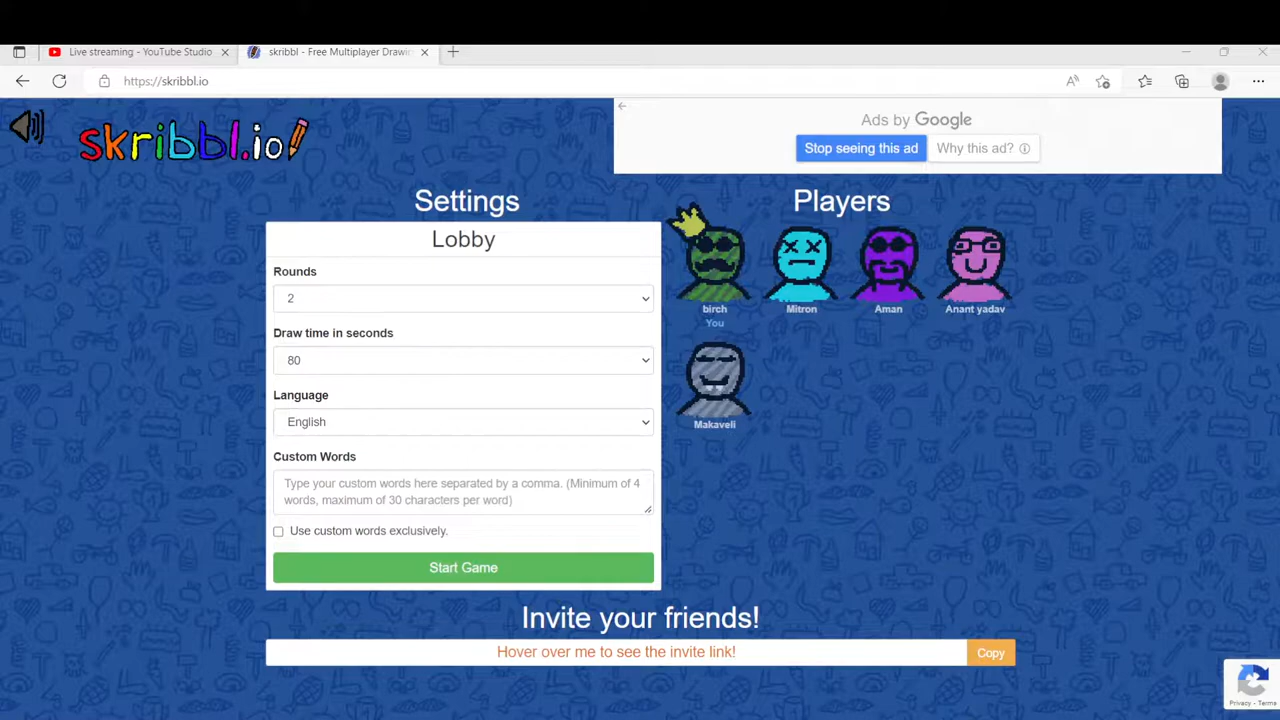 Live streaming - YouTube Studio
skribbl - Free Multiplayer Drawin
https://skribbl.io
skribbl.io
Ads by Google
Stop seeing this ad
Why this ad?
Settings
Players
Lobby
Rounds
2
birch
Mitron
Aman
Anant yadav
You
Draw time in seconds
80
Language
English
Makaveli
Custom Words
Type your custom words here separated by a comma. (Minimum of 4
words, maximum of 30 characters per word)
Use custom words exclusively.
Start Game
Invite your friends!
Hover over me to see the invite link!
Copy
Privacy - Terms